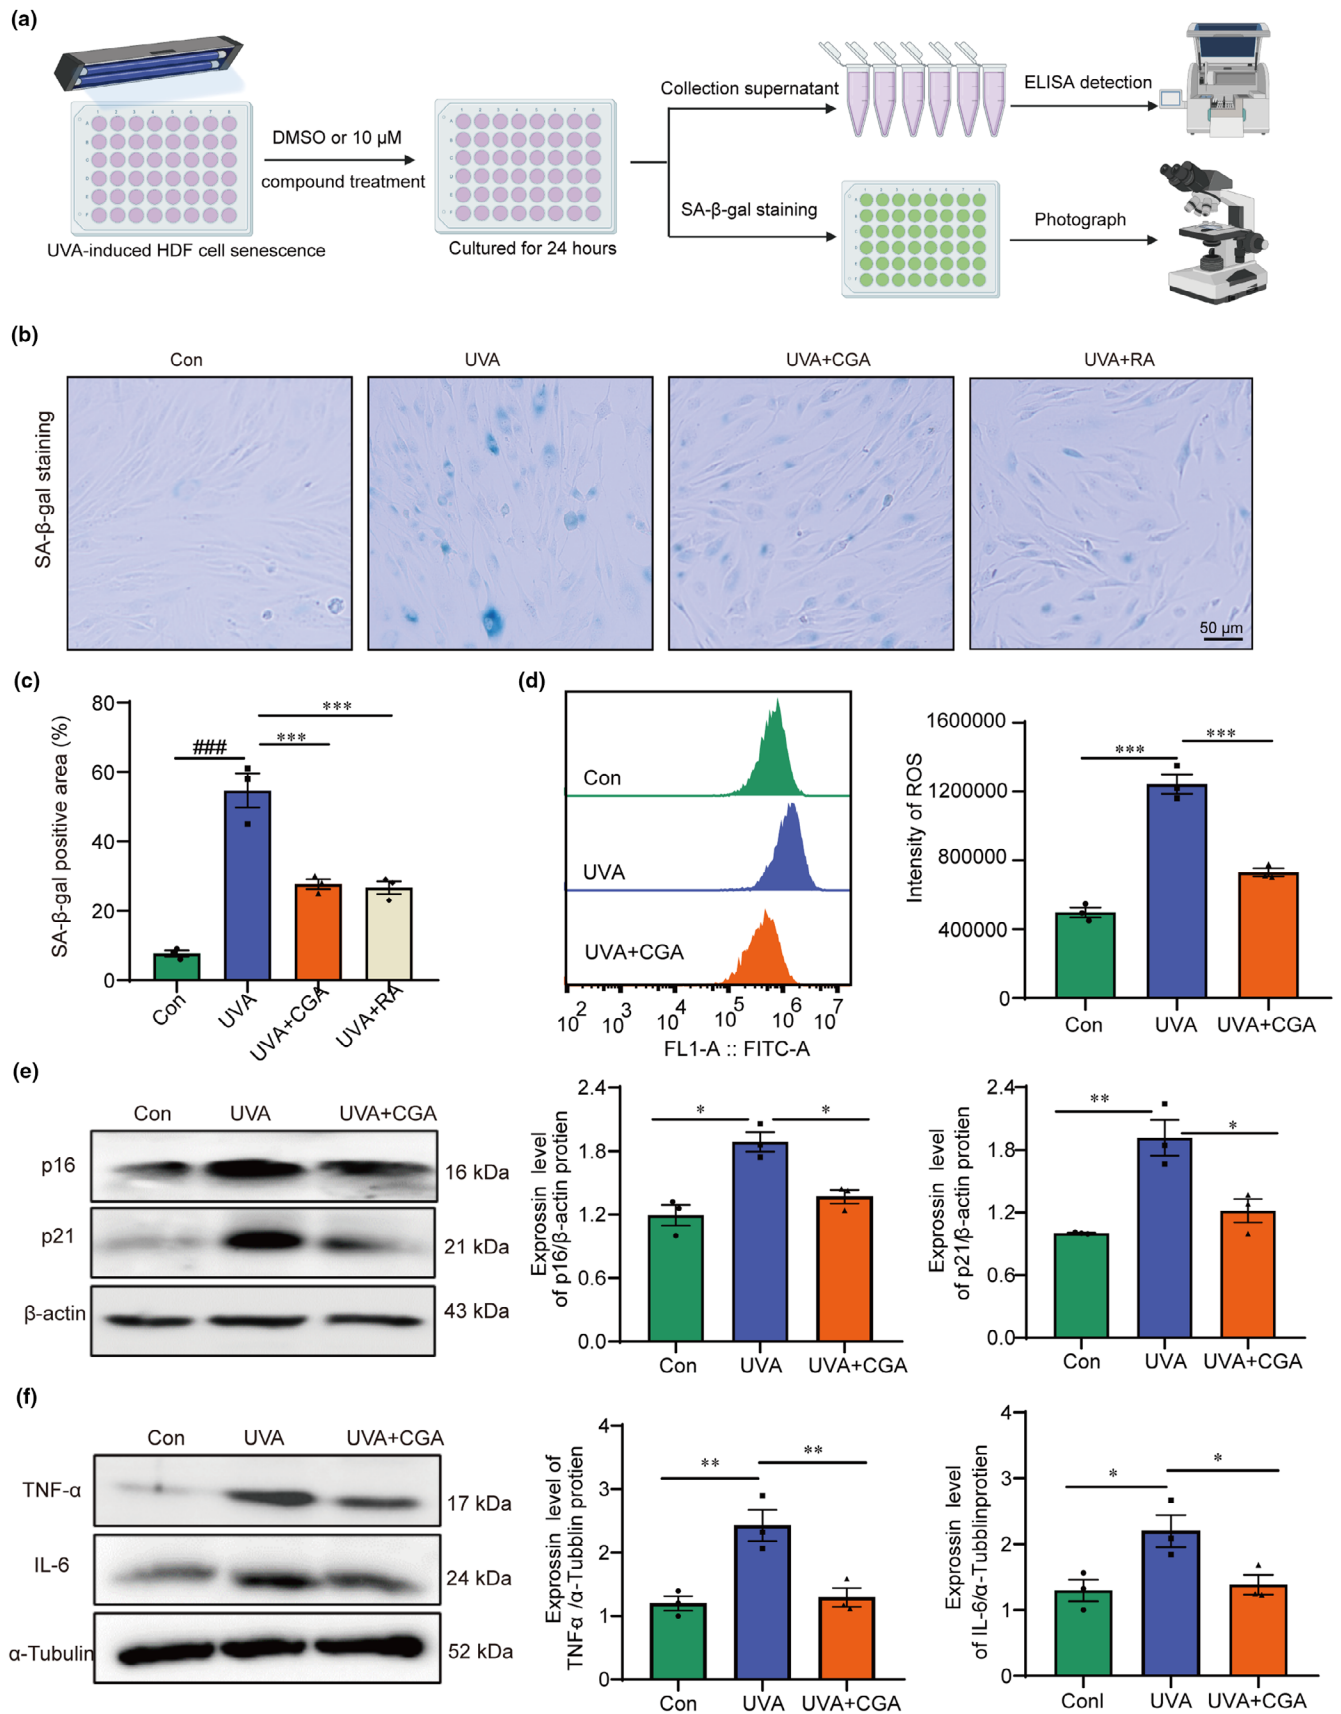 (a)
Collection supernatant
ELISA detection
DMSO or 10 μM
compound treatment
SA-β-gal staining
Photograph
UVA-induced HDF cell senescence
Cultured for 24 hours
(b)
Con
UVA
UVA+CGA
UVA+RA
SA-β-gal staining
50 μm
(c)
SA-β-gal positive area (%)
80
60
40
20
0
###
***
***
Con
UVA
UVA+CGA
UVA+RA
(d)
Con
UVA
UVA+CGA
10^2
10^3
10^4
10^5
10^6
10^7
FL1-A :: FITC-A
Intensity of ROS
1600000
1200000
800000
400000
0
***
***
Con
UVA
UVA+CGA
(e)
Con
UVA
UVA+CGA
p16
16 kDa
p21
21 kDa
β-actin
43 kDa
Exprossin level
of p16/β-actin protien
2.4
1.8
1.2
0.6
0.0
*
*
Con
UVA
UVA+CGA
Exprossin level
of p21/β-actin protien
2.4
1.8
1.2
0.6
0.0
**
*
Con
UVA
UVA+CGA
(f)
Con
UVA
UVA+CGA
TNF-α
17 kDa
IL-6
24 kDa
α-Tubulin
52 kDa
Exprossin level of
TNFα /α-Tubblin protien
4
3
2
1
0
**
**
Con
UVA
UVA+CGA
Exprossin level
of IL-6/α-Tubblinprotien
4
3
2
1
0
*
*
Conl
UVA
UVA+CGA